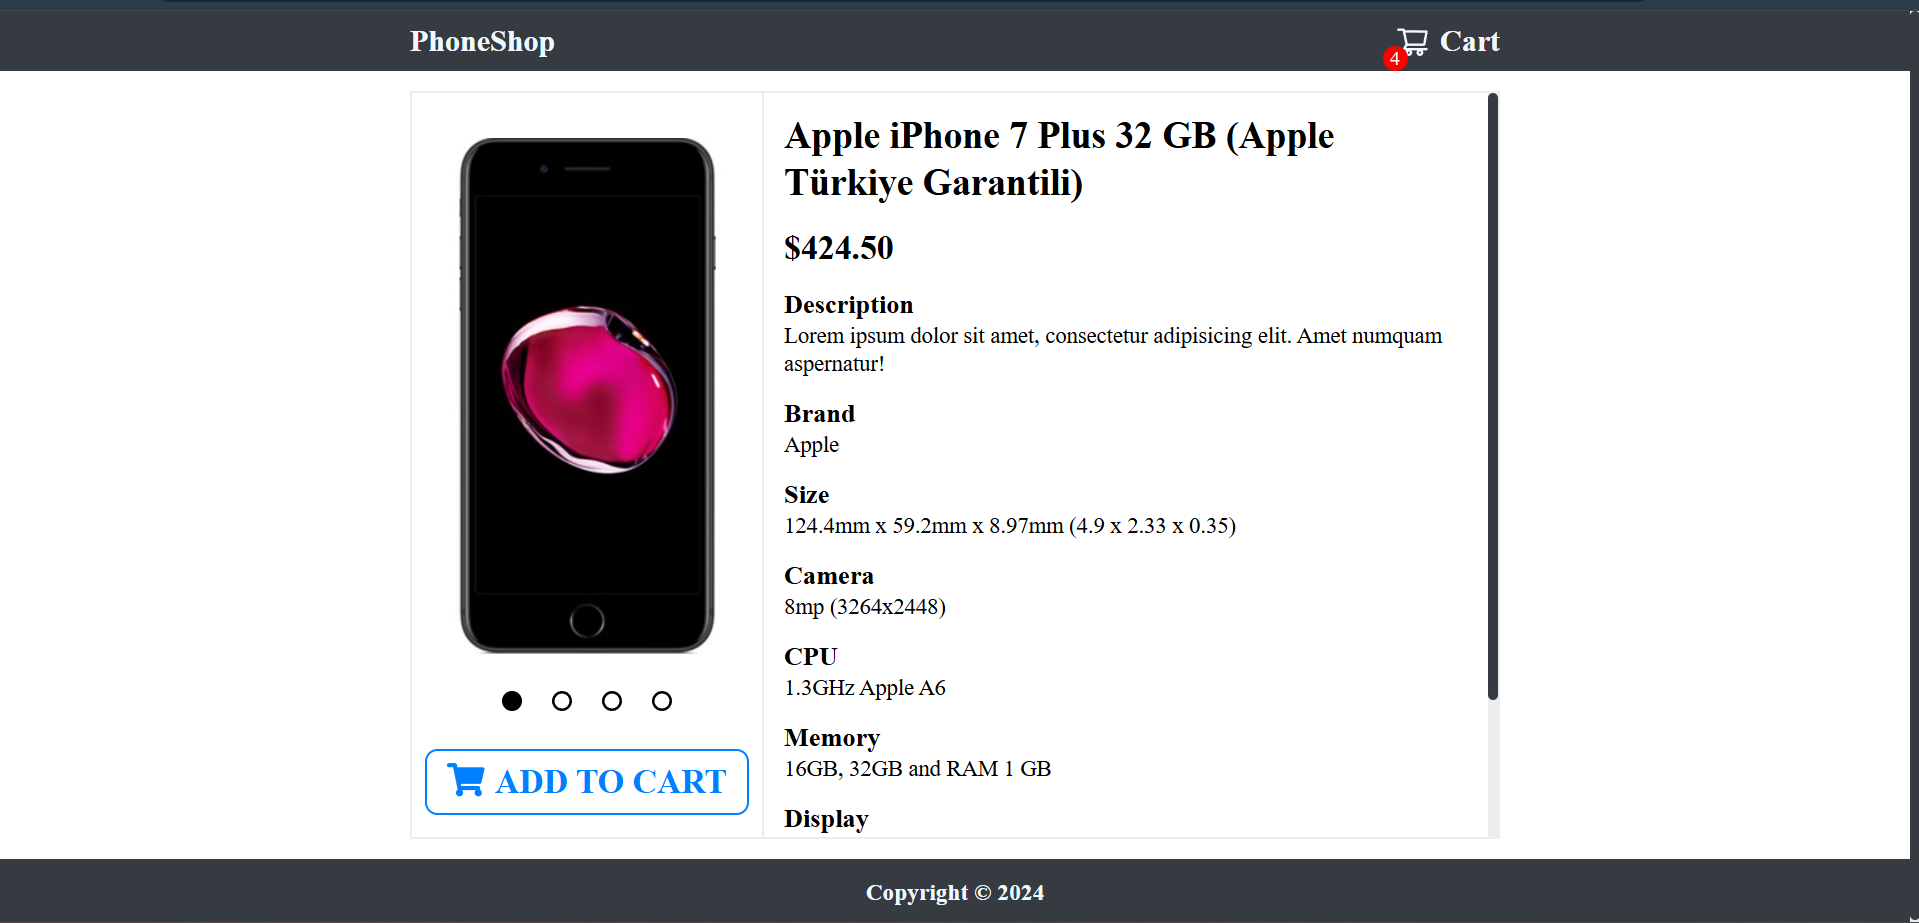 PhoneShop
4 Cart
Apple iPhone 7 Plus 32 GB (Apple
Türkiye Garantili)
$424.50
Description
Lorem ipsum dolor sit amet, consectetur adipisicing elit. Amet numquam
aspernatur!
Brand
Apple
Size
124.4mm x 59.2mm x 8.97mm (4.9 x 2.33 x 0.35)
Camera
8mp (3264x2448)
CPU
1.3GHz Apple A6
Memory
16GB, 32GB and RAM 1 GB
Display
ADD TO CART
Copyright © 2024